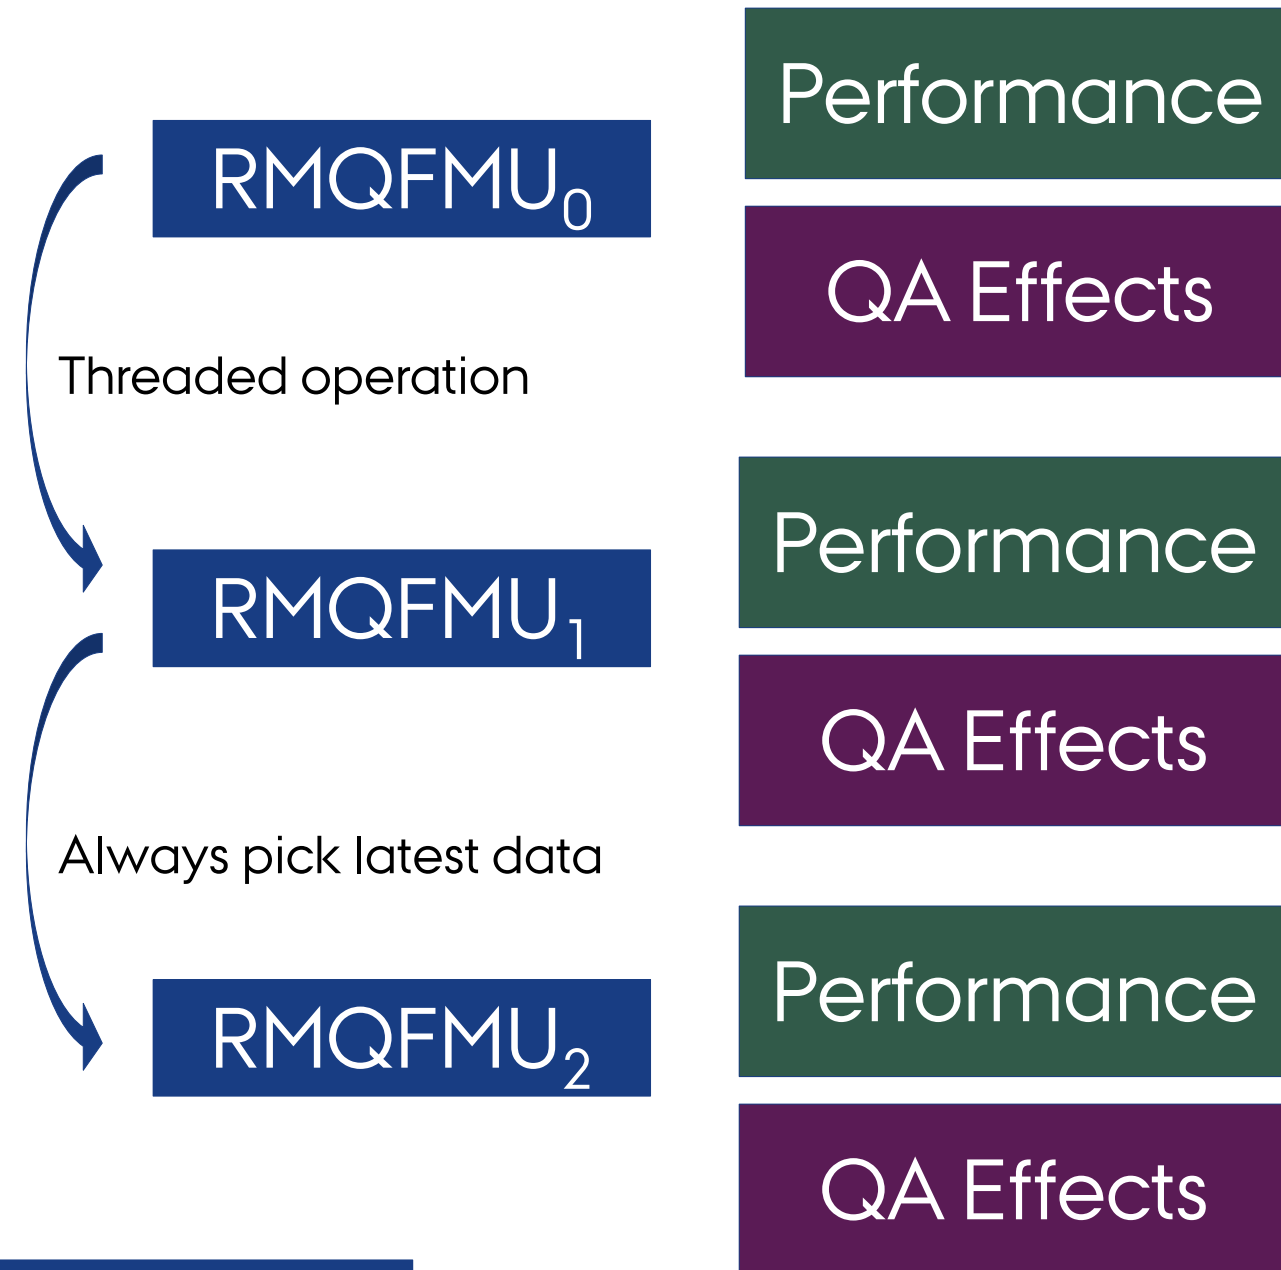 Performance
RMQFMU₀
QA Effects
Threaded operation
Performance
RMQFMU₁
QA Effects
Always pick latest data
Performance
RMQFMU₂
QA Effects